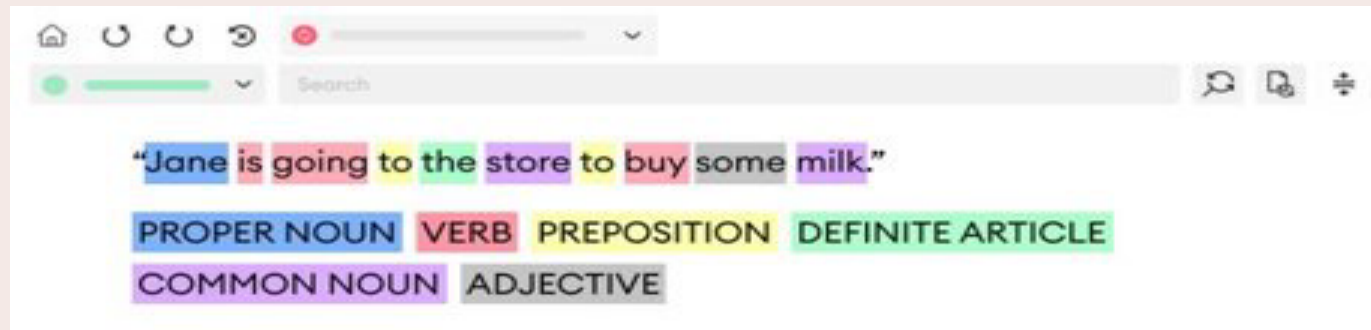 Search
“Jane is going to the store to buy some milk.”
PROPER NOUN VERB PREPOSITION DEFINITE ARTICLE
COMMON NOUN ADJECTIVE